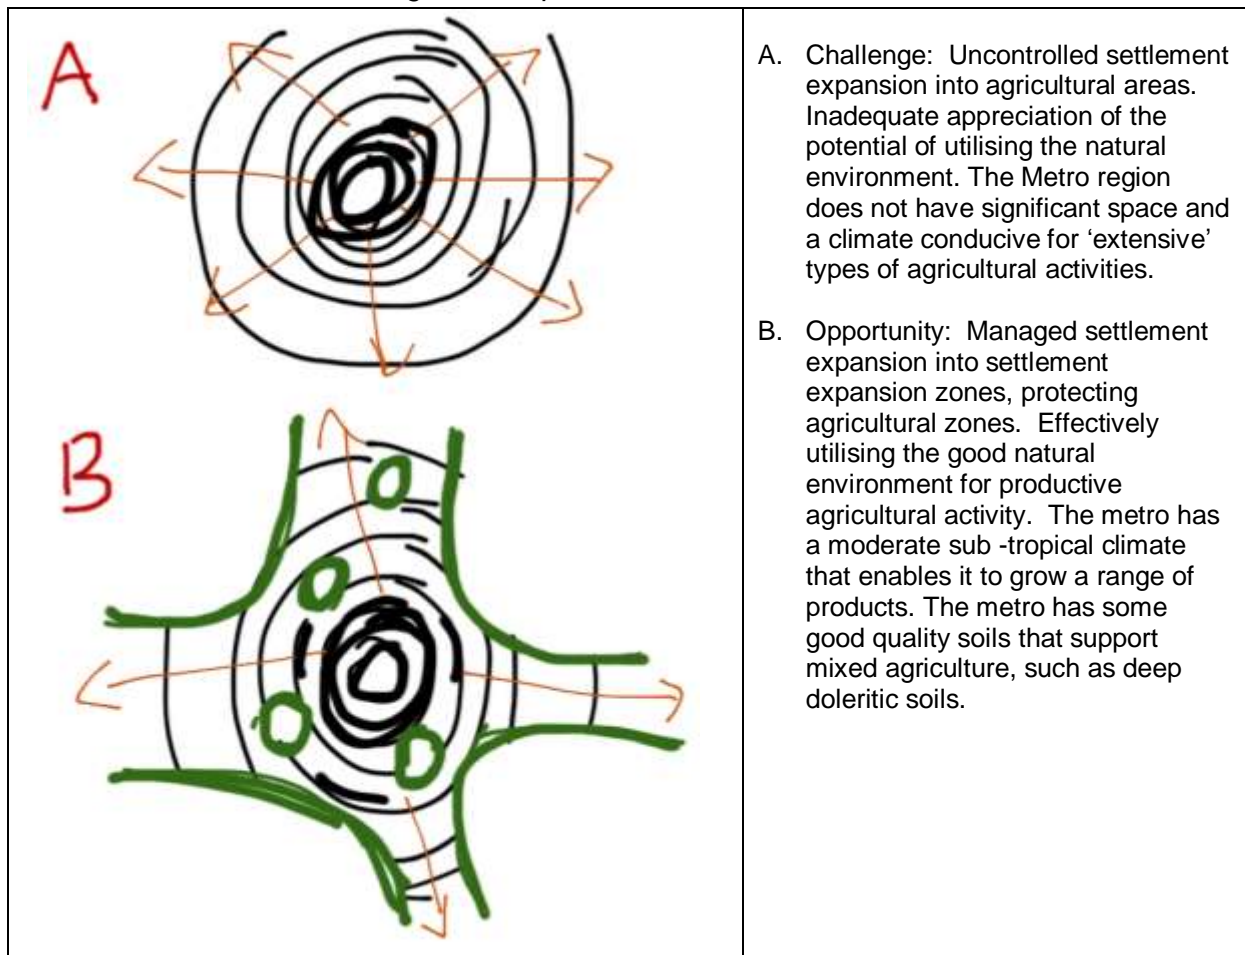 A
B
A. Challenge: Uncontrolled settlement
expansion into agricultural areas.
Inadequate appreciation of the
potential of utilising the natural
environment. The Metro region
does not have significant space and
a climate conducive for ‘extensive’
types of agricultural activities.
B. Opportunity: Managed settlement
expansion into settlement
expansion zones, protecting
agricultural zones. Effectively
utilising the good natural
environment for productive
agricultural activity. The metro has
a moderate sub -tropical climate
that enables it to grow a range of
products. The metro has some
good quality soils that support
mixed agriculture, such as deep
doleritic soils.